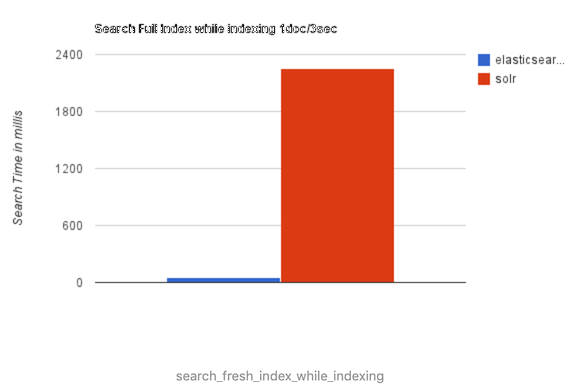 Search Full Index while indexing 1doc/3sec
2400
1800
1200
600
0
Search Time in millis
elasticsear...
solr
search_fresh_index_while_indexing